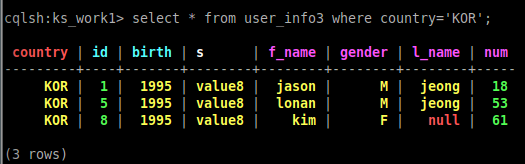 cqlsh:ks_work1> select * from user_info3 where country='KOR';
country | id | birth | s | f_name | gender | l_name | num
---------+----+-------+--------+--------+--------+--------+-----
KOR | 1 | 1995 | value8 | jason | M | jeong | 18
KOR | 5 | 1995 | value8 | lonan | M | jeong | 53
KOR | 8 | 1995 | value8 | kim | F | null | 61
(3 rows)